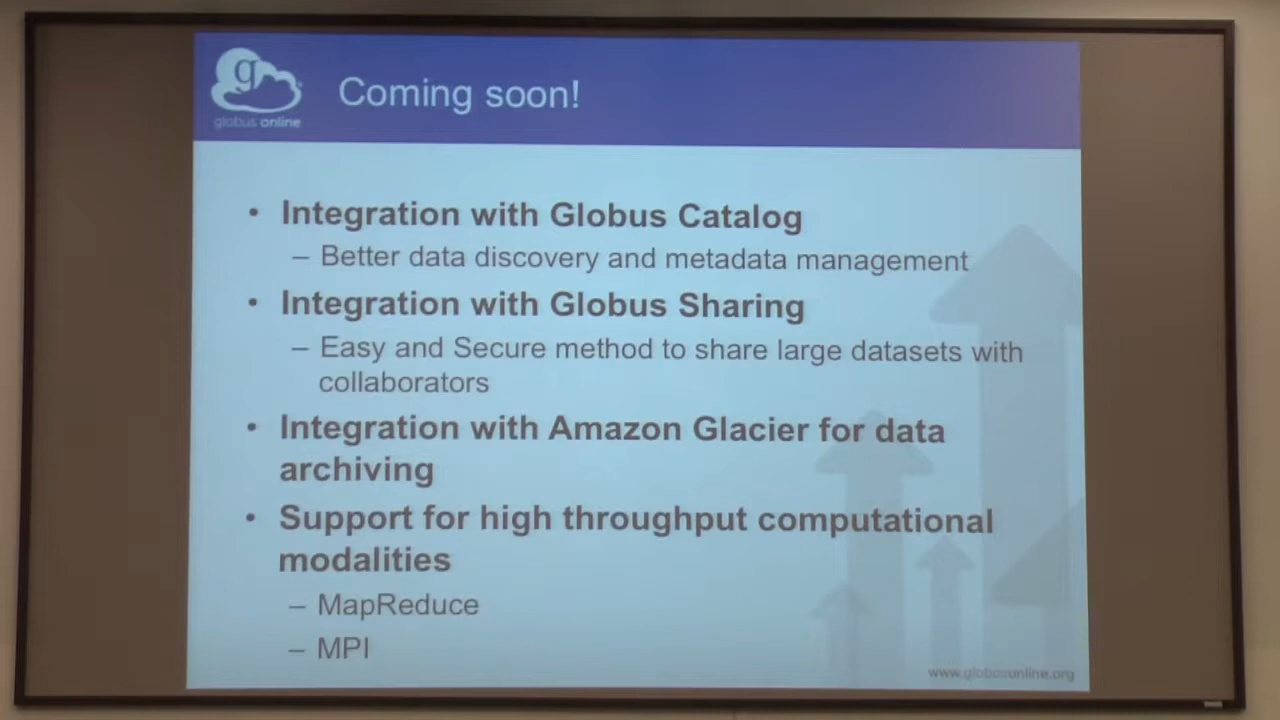 g
globus online
Coming soon!
• Integration with Globus Catalog
– Better data discovery and metadata management
• Integration with Globus Sharing
– Easy and Secure method to share large datasets with
collaborators
• Integration with Amazon Glacier for data
archiving
• Support for high throughput computational
modalities
– MapReduce
– MPI
www.globusonline.org